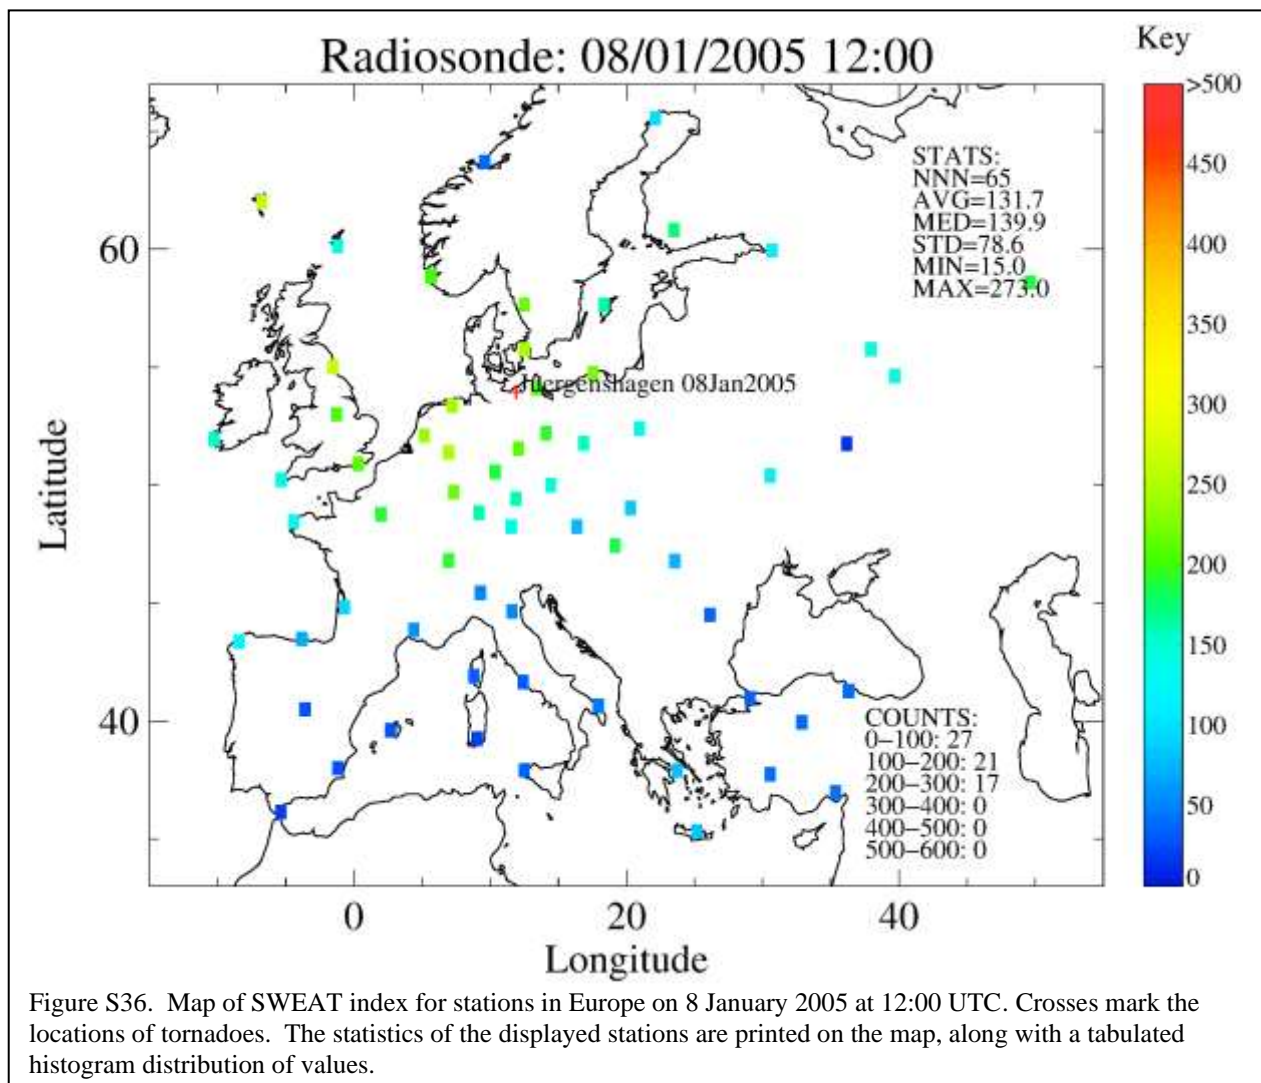 Key
Radiosonde: 08/01/2005 12:00
>500
450
400
350
300
250
200
150
100
50
0
STATS:
NNN=65
AVG=131.7
MED=139.9
STD=78.6
MIN=15.0
MAX=273.0
60
40
Latitude
Juergenshagen 08Jan2005
COUNTS:
0–100: 27
100–200: 21
200–300: 17
300–400: 0
400–500: 0
500–600: 0
0
20
40
Longitude
Figure S36. Map of SWEAT index for stations in Europe on 8 January 2005 at 12:00 UTC. Crosses mark the
locations of tornadoes. The statistics of the displayed stations are printed on the map, along with a tabulated
histogram distribution of values.